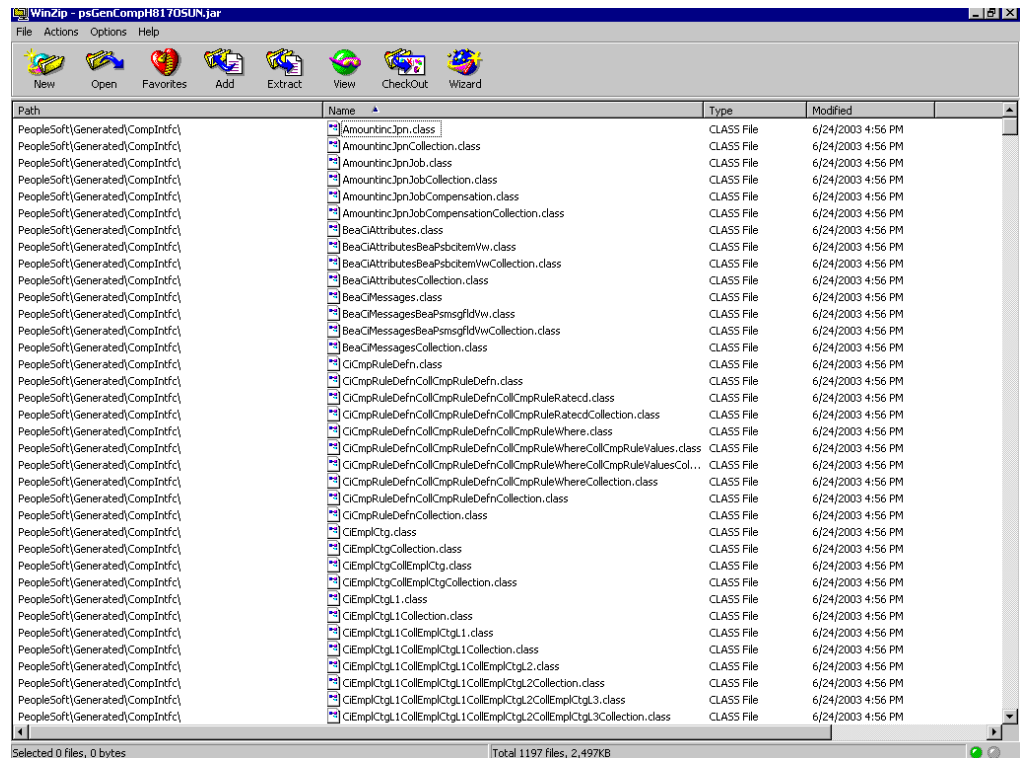 WinZip - psGenCompH817OSUN.jar
File Actions Options Help
New Open Favorites Add Extract View CheckOut Wizard
Path Name Type Modified
PeopleSoft\Generated\CompIntfc\ AmountincJpn.class CLASS File 6/24/2003 4:56 PM
PeopleSoft\Generated\CompIntfc\ AmountincJpnCollection.class CLASS File 6/24/2003 4:56 PM
PeopleSoft\Generated\CompIntfc\ AmountincJpnJob.class CLASS File 6/24/2003 4:56 PM
PeopleSoft\Generated\CompIntfc\ AmountincJpnJobCollection.class CLASS File 6/24/2003 4:56 PM
PeopleSoft\Generated\CompIntfc\ AmountincJpnJobCompensation.class CLASS File 6/24/2003 4:56 PM
PeopleSoft\Generated\CompIntfc\ AmountincJpnJobCompensationCollection.class CLASS File 6/24/2003 4:56 PM
PeopleSoft\Generated\CompIntfc\ BeaCiAttributes.class CLASS File 6/24/2003 4:56 PM
PeopleSoft\Generated\CompIntfc\ BeaCiAttributesBeaPsbcitemVw.class CLASS File 6/24/2003 4:56 PM
PeopleSoft\Generated\CompIntfc\ BeaCiAttributesBeaPsbcitemVwCollection.class CLASS File 6/24/2003 4:56 PM
PeopleSoft\Generated\CompIntfc\ BeaCiAttributesCollection.class CLASS File 6/24/2003 4:56 PM
PeopleSoft\Generated\CompIntfc\ BeaCiMessages.class CLASS File 6/24/2003 4:56 PM
PeopleSoft\Generated\CompIntfc\ BeaCiMessagesBeaPsmsgfldVw.class CLASS File 6/24/2003 4:56 PM
PeopleSoft\Generated\CompIntfc\ BeaCiMessagesBeaPsmsgfldVwCollection.class CLASS File 6/24/2003 4:56 PM
PeopleSoft\Generated\CompIntfc\ BeaCiMessagesCollection.class CLASS File 6/24/2003 4:56 PM
PeopleSoft\Generated\CompIntfc\ CiCmpRuleDefn.class CLASS File 6/24/2003 4:56 PM
PeopleSoft\Generated\CompIntfc\ CiCmpRuleDefnCollCmpRuleDefn.class CLASS File 6/24/2003 4:56 PM
PeopleSoft\Generated\CompIntfc\ CiCmpRuleDefnCollCmpRuleDefnCollCmpRuleRatecd.class CLASS File 6/24/2003 4:56 PM
PeopleSoft\Generated\CompIntfc\ CiCmpRuleDefnCollCmpRuleDefnCollCmpRuleRatecdCollection.class CLASS File 6/24/2003 4:56 PM
PeopleSoft\Generated\CompIntfc\ CiCmpRuleDefnCollCmpRuleDefnCollCmpRuleWhere.class CLASS File 6/24/2003 4:56 PM
PeopleSoft\Generated\CompIntfc\ CiCmpRuleDefnCollCmpRuleDefnCollCmpRuleWhereCollCmpRuleValues.class CLASS File 6/24/2003 4:56 PM
PeopleSoft\Generated\CompIntfc\ CiCmpRuleDefnCollCmpRuleDefnCollCmpRuleWhereCollCmpRuleValuesCol... CLASS File 6/24/2003 4:56 PM
PeopleSoft\Generated\CompIntfc\ CiCmpRuleDefnCollCmpRuleDefnCollCmpRuleWhereCollection.class CLASS File 6/24/2003 4:56 PM
PeopleSoft\Generated\CompIntfc\ CiCmpRuleDefnCollCmpRuleDefnCollection.class CLASS File 6/24/2003 4:56 PM
PeopleSoft\Generated\CompIntfc\ CiCmpRuleDefnCollection.class CLASS File 6/24/2003 4:56 PM
PeopleSoft\Generated\CompIntfc\ CiEmplCtg.class CLASS File 6/24/2003 4:56 PM
PeopleSoft\Generated\CompIntfc\ CiEmplCtgCollection.class CLASS File 6/24/2003 4:56 PM
PeopleSoft\Generated\CompIntfc\ CiEmplCtgCollEmplCtg.class CLASS File 6/24/2003 4:56 PM
PeopleSoft\Generated\CompIntfc\ CiEmplCtgCollEmplCtgCollection.class CLASS File 6/24/2003 4:56 PM
PeopleSoft\Generated\CompIntfc\ CiEmplCtgL1.class CLASS File 6/24/2003 4:56 PM
PeopleSoft\Generated\CompIntfc\ CiEmplCtgL1Collection.class CLASS File 6/24/2003 4:56 PM
PeopleSoft\Generated\CompIntfc\ CiEmplCtgL1CollEmplCtgL1.class CLASS File 6/24/2003 4:56 PM
PeopleSoft\Generated\CompIntfc\ CiEmplCtgL1CollEmplCtgL1Collection.class CLASS File 6/24/2003 4:56 PM
PeopleSoft\Generated\CompIntfc\ CiEmplCtgL1CollEmplCtgL1CollEmplCtgL2.class CLASS File 6/24/2003 4:56 PM
PeopleSoft\Generated\CompIntfc\ CiEmplCtgL1CollEmplCtgL1CollEmplCtgL2Collection.class CLASS File 6/24/2003 4:56 PM
PeopleSoft\Generated\CompIntfc\ CiEmplCtgL1CollEmplCtgL1CollEmplCtgL2CollEmplCtgL3.class CLASS File 6/24/2003 4:56 PM
PeopleSoft\Generated\CompIntfc\ CiEmplCtgL1CollEmplCtgL1CollEmplCtgL2CollEmplCtgL3Collection.class CLASS File 6/24/2003 4:56 PM
Selected 0 files, 0 bytes Total 1197 files, 2,497KB